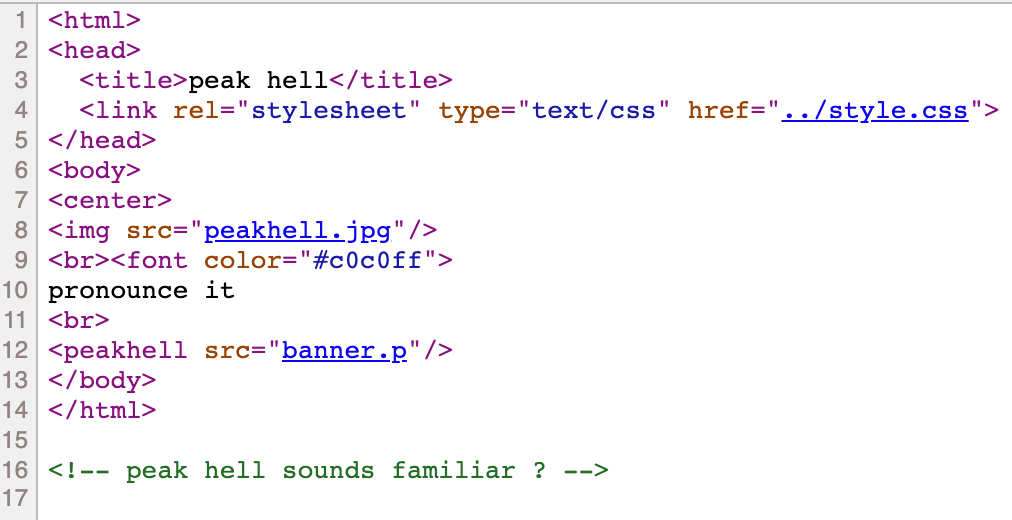 1 <html>
2 <head>
3   <title>peak hell</title>
4   <link rel="stylesheet" type="text/css" href="../style.css">
5 </head>
6 <body>
7 <center>
8 <img src="peakhell.jpg"/>
9 <br><font color="#c0c0ff">
10 pronounce it
11 <br>
12 <peakhell src="banner.p"/>
13 </body>
14 </html>
15
16 <!-- peak hell sounds familiar ? -->
17